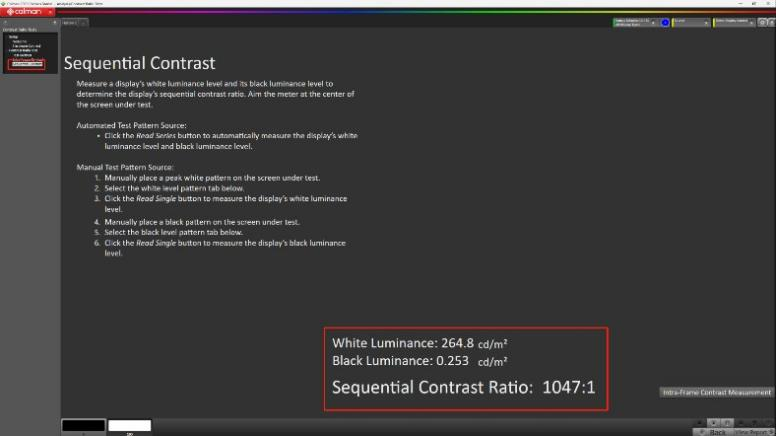 calman
Sequential Contrast
Measure a display's white luminance level and its black luminance level to
determine the display's sequential contrast ratio. Aim the meter at the center of
the screen under test.
Automated Test Pattern Source:
• Click the Read Series button to automatically measure the display's white
luminance level and black luminance level.
Manual Test Pattern Source:
1. Manually place a peak white pattern on the screen under test.
2. Select the white level pattern tab below.
3. Click the Read Single button to measure the display's white luminance
level.
4. Manually place a black pattern on the screen under test.
5. Select the black level pattern tab below.
6. Click the Read Single button to measure the display's black luminance
level.
White Luminance: 264.8 cd/m²
Black Luminance: 0.253 cd/m²
Sequential Contrast Ratio: 1047:1
Intra-Frame Contrast Measurement
Back
View Report